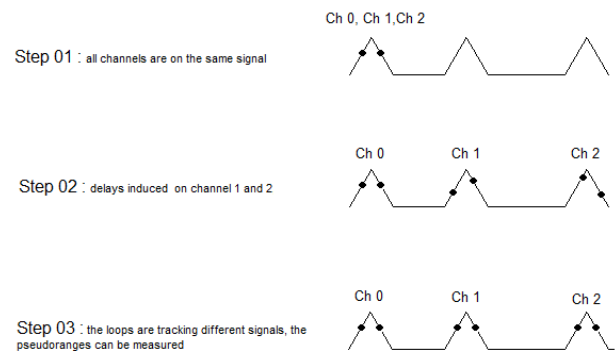 Ch 0, Ch 1,Ch 2
Step 01 : all channels are on the same signal
Ch 0
Ch 1
Ch 2
Step 02 : delays induced on channel 1 and 2
Ch 0
Ch 1
Ch 2
Step 03 : the loops are tracking different signals, the
pseudoranges can be measured